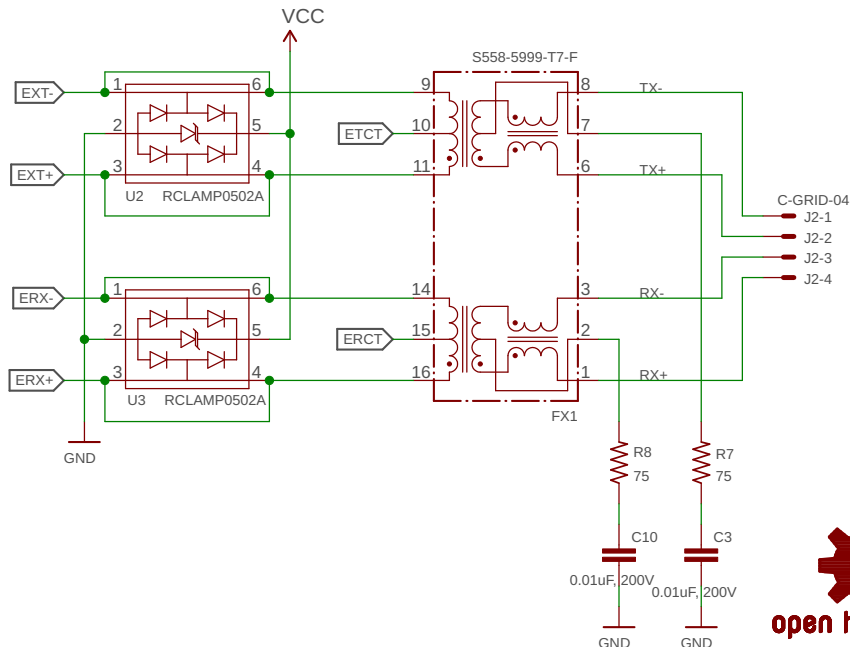 VCC
S558-5999-T7-F
EXT-
1
6
9
8
TX-
2
5
ETCT
10
7
EXT+
3
4
11
6
TX+
U2
RCLAMP0502A
C-GRID-04
J2-1
J2-2
J2-3
J2-4
ERX-
1
6
14
3
RX-
2
5
ERCT
15
2
ERX+
3
4
16
1
RX+
U3
RCLAMP0502A
FX1
GND
R8
75
R7
75
C10
0.01uF, 200V
C3
0.01uF, 200V
GND
GND
open